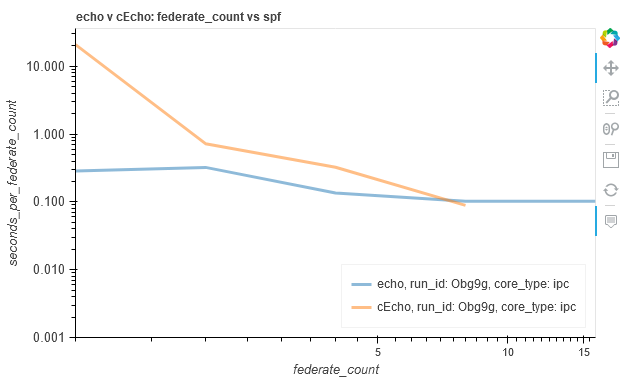 echo v cEcho: federate_count vs spf
seconds_per_federate_count
10.000
1.000
0.100
0.010
0.001
echo, run_id: Obg9g, core_type: ipc
cEcho, run_id: Obg9g, core_type: ipc
5
10
15
federate_count